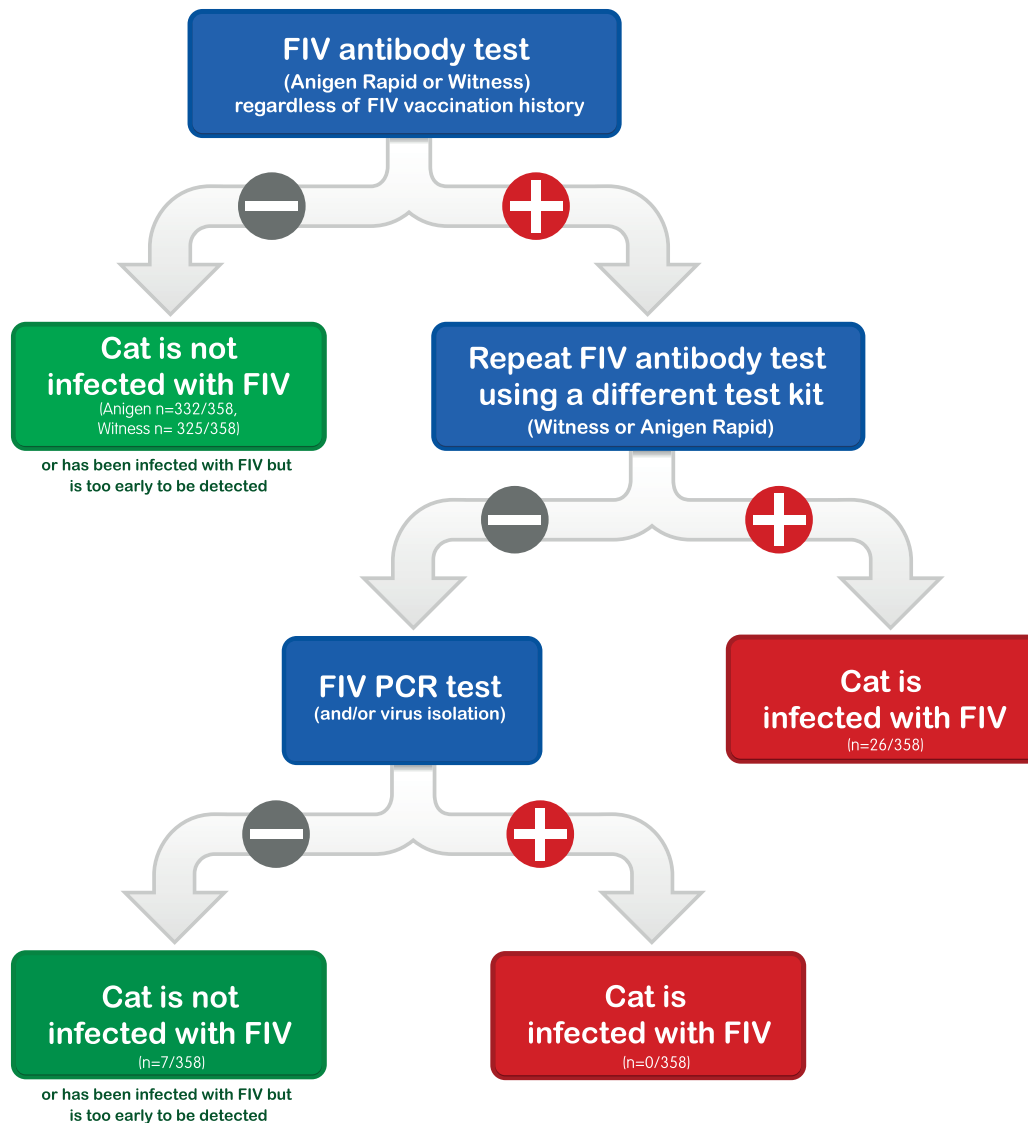 FIV antibody test
(Anigen Rapid or Witness)
regardless of FIV vaccination history
Cat is not
infected with FIV
(Anigen n=332/358,
Witness n= 325/358)
or has been infected with FIV but
is too early to be detected
Repeat FIV antibody test
using a different test kit
(Witness or Anigen Rapid)
FIV PCR test
(and/or virus isolation)
Cat is
infected with FIV
(n=26/358)
Cat is not
infected with FIV
(n=7/358)
or has been infected with FIV but
is too early to be detected
Cat is
infected with FIV
(n=0/358)